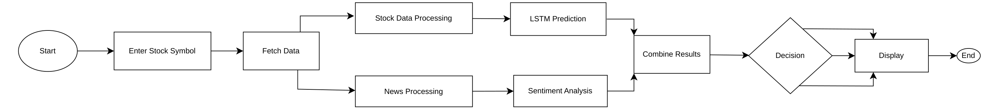 Start
Enter Stock Symbol
Fetch Data
Stock Data Processing
LSTM Prediction
News Processing
Sentiment Analysis
Combine Results
Decision
Display
End